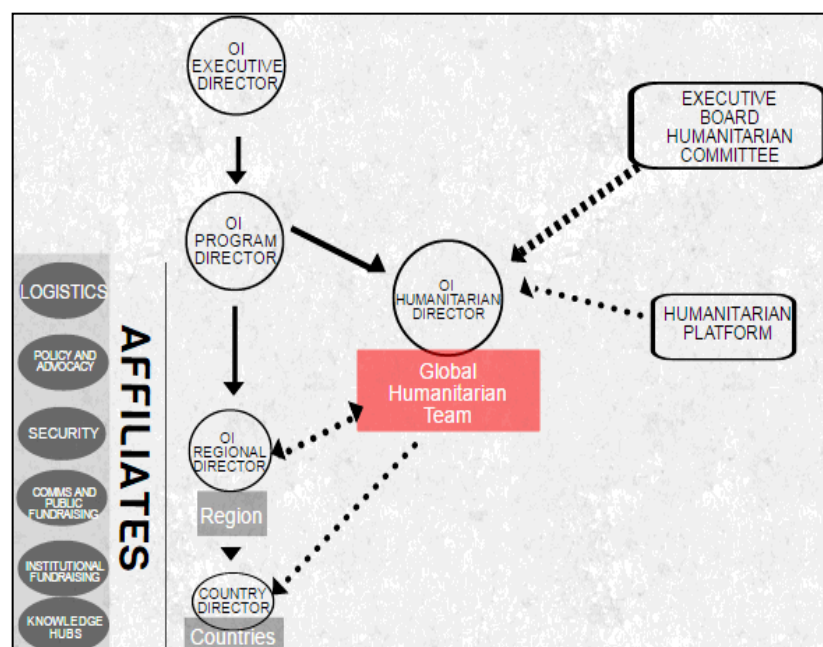 OI
EXECUTIVE
DIRECTOR
EXECUTIVE
BOARD
HUMANITARIAN
COMMITTEE
OI
PROGRAM
DIRECTOR
OI
HUMANITARIAN
DIRECTOR
HUMANITARIAN
PLATFORM
Global
Humanitarian
Team
OI
REGIONAL
DIRECTOR
Region
COUNTRY
DIRECTOR
Countries
AFFILIATES
LOGISTICS
POLICY AND
ADVOCACY
SECURITY
COMMS AND
PUBLIC
FUNDRAISING
INSTITUTIONAL
FUNDRAISING
KNOWLEDGE
HUBS